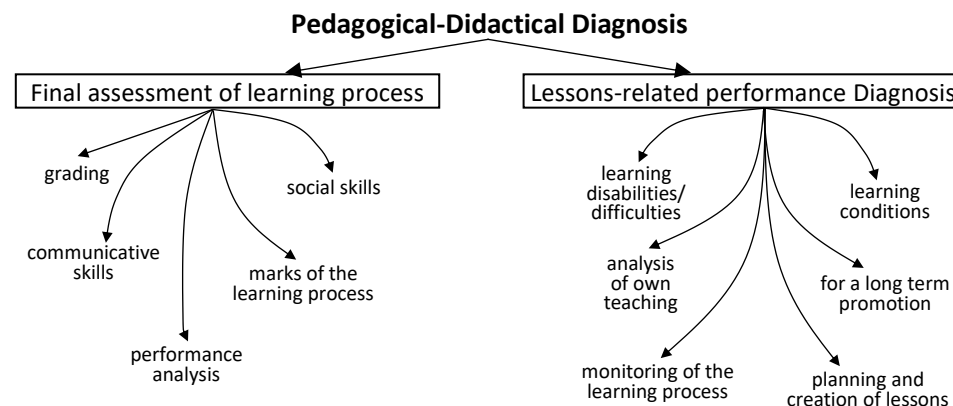 Pedagogical-Didactical Diagnosis
Final assessment of learning process
grading
communicative
skills
performance
analysis
marks of the
learning process
social skills
Lessons-related performance Diagnosis
learning
disabilities/
difficulties
analysis
of own
teaching
monitoring of the
learning process
planning and
creation of lessons
for a long term
promotion
learning
conditions